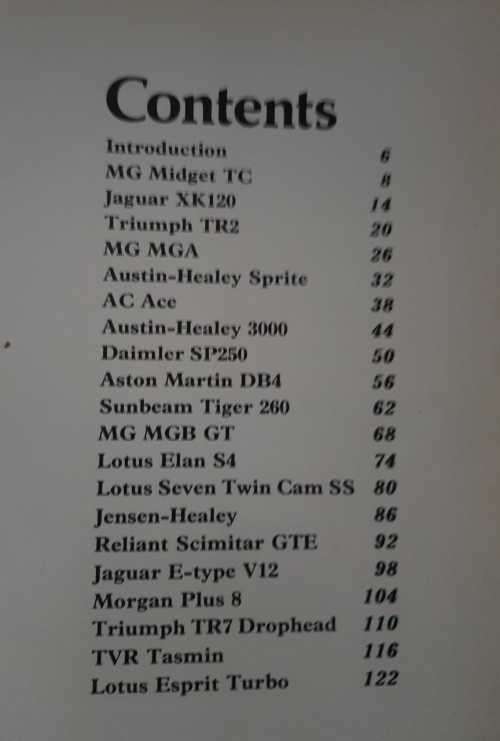 Contents
Introduction 6
MG Midget TC 8
Jaguar XK120 14
Triumph TR2 20
MG MGA 26
Austin-Healey Sprite 32
AC Ace 38
Austin-Healey 3000 44
Daimler SP250 50
Aston Martin DB4 56
Sunbeam Tiger 260 62
MG MGB GT 68
Lotus Elan S4 74
Lotus Seven Twin Cam SS 80
Jensen-Healey 86
Reliant Scimitar GTE 92
Jaguar E-type V12 98
Morgan Plus 8 104
Triumph TR7 Drophead 110
TVR Tasmin 116
Lotus Esprit Turbo 122